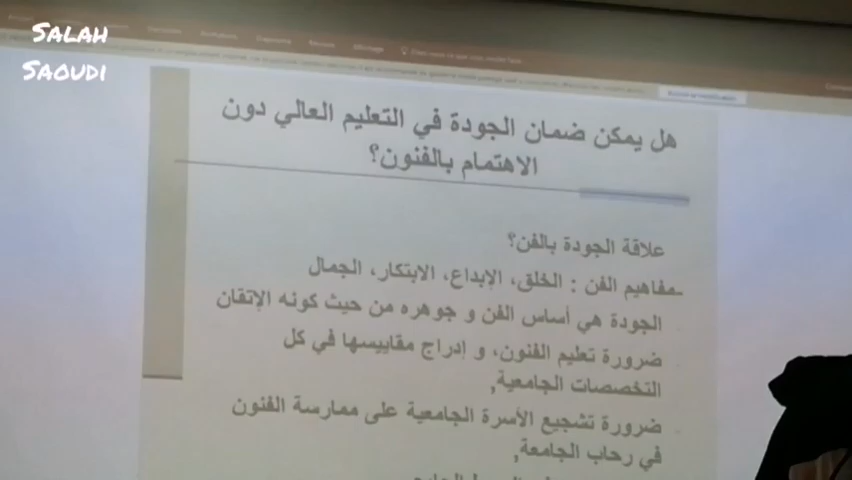 SALAH
SAOUDI
هل يمكن ضمان الجودة في التعليم العالي دون
الاهتمام بالفنون؟
علاقة الجودة بالفن؟
-مفاهيم الفن : الخلق، الإبداع، الابتكار، الجمال
الجودة هي أساس الفن و جوهره من حيث كونه الإتقان
ضرورة تعليم الفنون، و إدراج مقاييسها في كل
التخصصات الجامعية,
ضرورة تشجيع الأسرة الجامعية على ممارسة الفنون
في رحاب الجامعة,